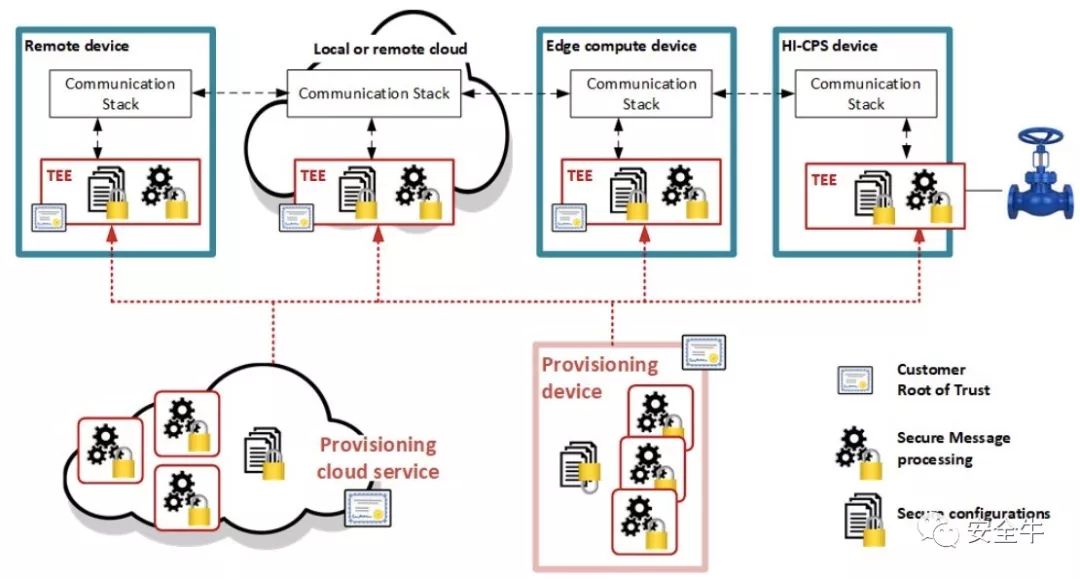 Remote device
Communication
Stack
TEE
Local or remote cloud
Communication Stack
TEE
Edge compute device
Communication
Stack
TEE
HI-CPS device
Communication
Stack
TEE
Provisioning
cloud service
Provisioning
device
Customer
Root of Trust
Secure Message
processing
Secure configurations
安全牛